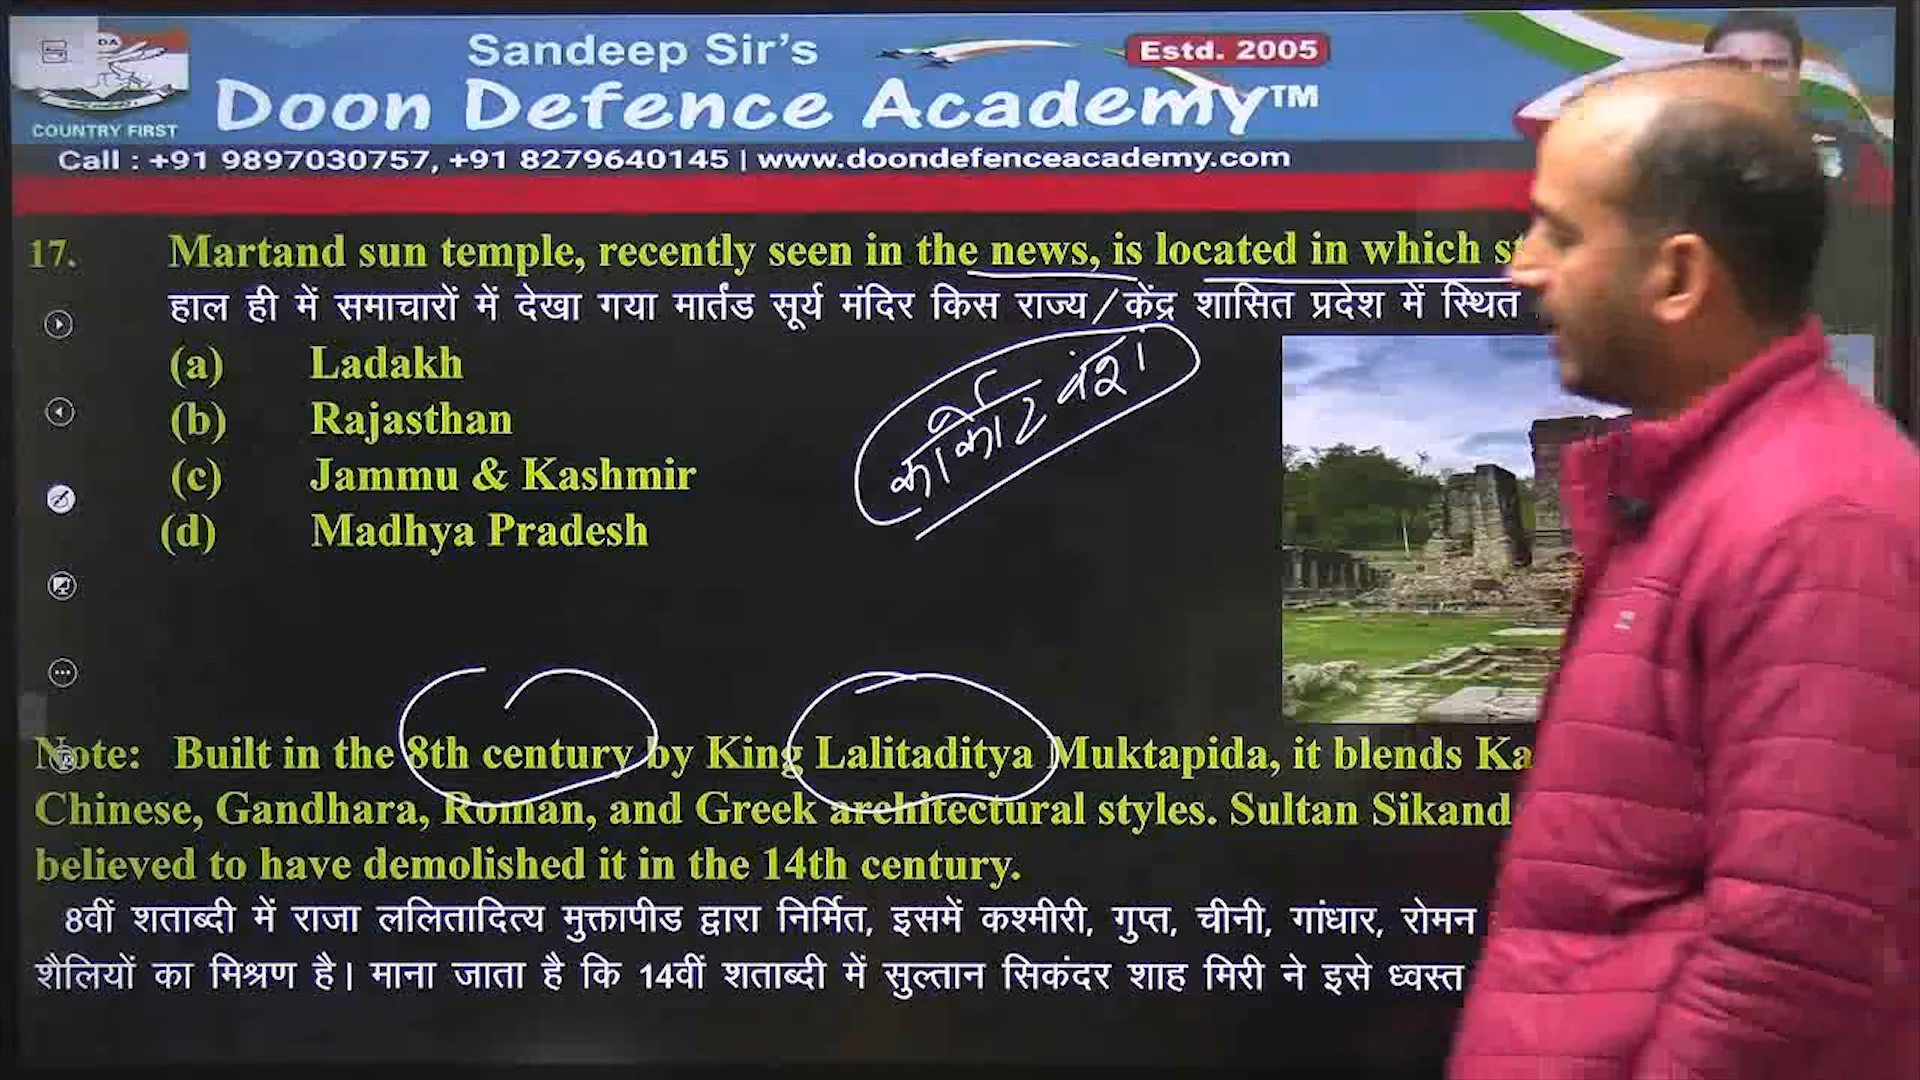 Sandeep Sir's
Estd. 2005
Doon Defence Academy™
COUNTRY FIRST
Call : +91 9897030757, +91 8279640145 | www.doondefenceacademy.com
17. Martand sun temple, recently seen in the news, is located in which
हाल ही में समाचारों में देखा गया मार्तंड सूर्य मंदिर किस राज्य/केंद्र शासित प्रदेश में स्थित
(a) Ladakh
(b) Rajasthan
(c) Jammu & Kashmir
(d) Madhya Pradesh
कार्कोट वंश।
Note: Built in the 8th century by King Lalitaditya Muktapida, it blends Ka
Chinese, Gandhara, Roman, and Greek architectural styles. Sultan Sikand
believed to have demolished it in the 14th century.
8वीं शताब्दी में राजा ललितादित्य मुक्तापीड द्वारा निर्मित, इसमें कश्मीरी, गुप्त, चीनी, गांधार, रोमन
शैलियों का मिश्रण है। माना जाता है कि 14वीं शताब्दी में सुल्तान सिकंदर शाह मिरी ने इसे ध्वस्त